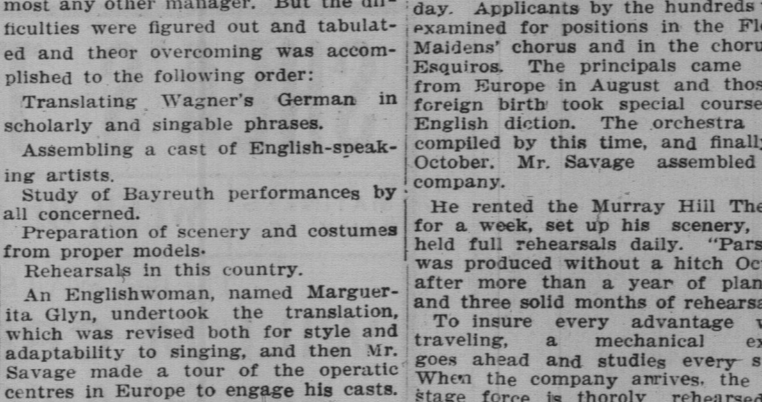 most any other manager. But the dif-
ficulties were figured out and tabulat-
ed and theor overcoming was accom-
plished to the following order:
Translating Wagner's German in
scholarly and singable phrases.
Assembling a cast of English-speak-
ing artists.
Study of Bayreuth performances by
all concerned.
Preparation of scenery and costumes
from proper models.
Rehearsals in this country.
An Englishwoman, named Marguer-
ita Glyn, undertook the translation,
which was revised both for style and
adaptability to singing, and then Mr.
Savage made a tour of the operatic
centres in Europe to engage his casts.
day. Applicants by the hundreds
examined for positions in the
Maidens' chorus and in the
Esquiros. The principals came
from Europe in August and
foreign birth took special
English diction. The orchestra
compiled by this time, and
October. Mr. Savage assembled
company.
He rented the Murray Hill
for a week, set up his scenery,
held full rehearsals daily.
was produced without a hitch
after more than a year of
and three solid months of
To insure every advantage
traveling, a mechanical
goes ahead and studies every
When the company arrives, the
stage force is thoroly rehearsed